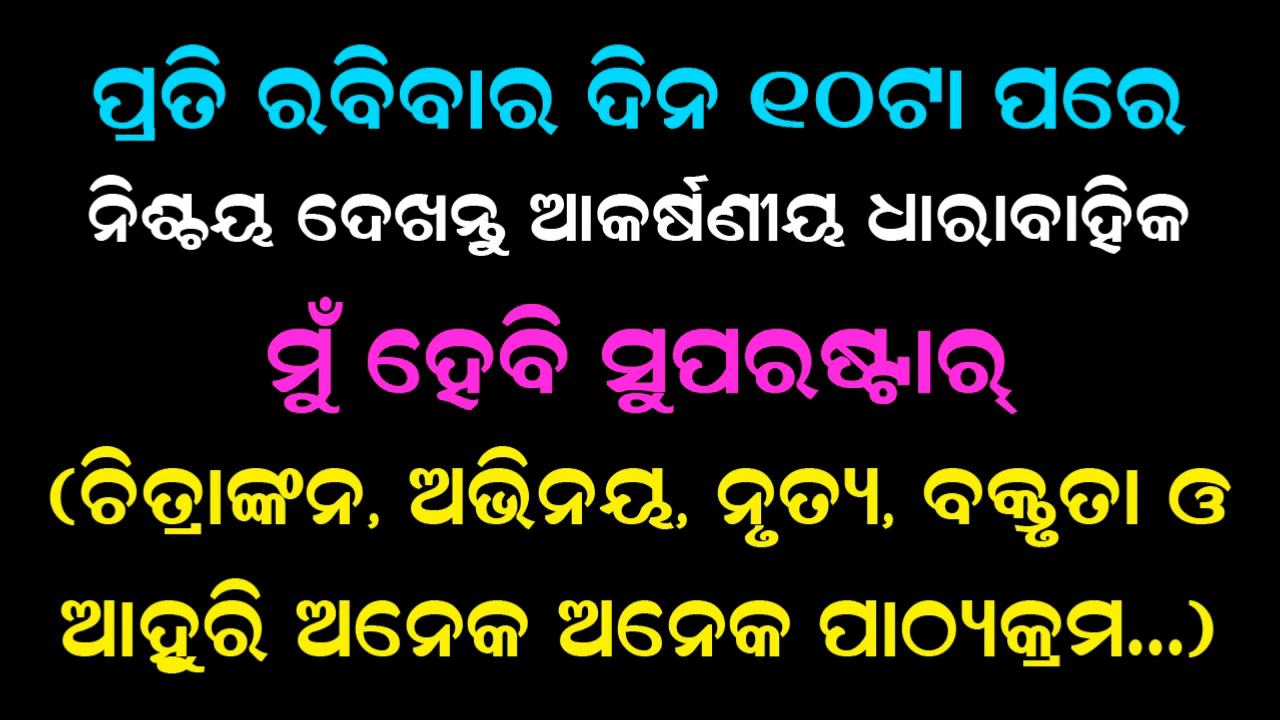 ପ୍ରତି ରବିବାର ଦିନ ୧୦ଟା ପରେ
ନିଶ୍ଚୟ ଦେଖନ୍ତୁ ଆକର୍ଷଣୀୟ ଧାରାବାହିକ
ମୁଁ ହେବି ସୁପରଷ୍ଟାର୍
(ଚିତ୍ରାଙ୍କନ, ଅଭିନୟ, ନୃତ୍ୟ, ବକ୍ତୃତା ଓ
ଆହୁରି ଅନେକ ଅନେକ ପାଠ୍ୟକ୍ରମ...)